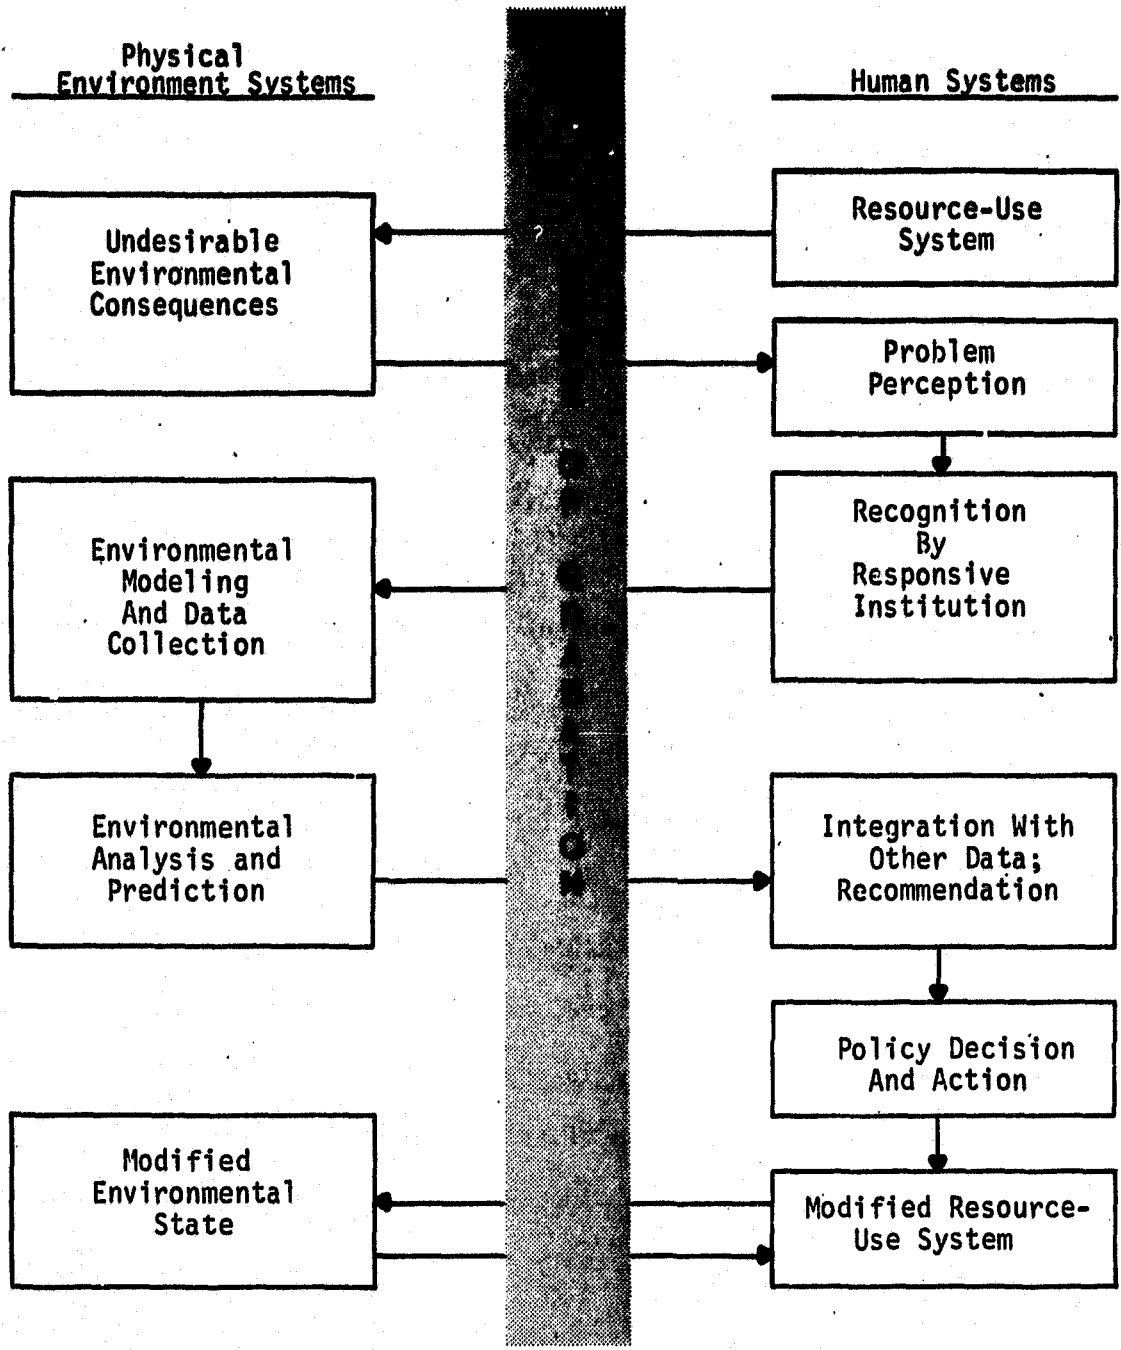 Physical
Environment Systems
Human Systems
Undesirable
Environmental
Consequences
Resource-Use
System
Problem
Perception
Environmental
Modeling
And Data
Collection
Recognition
By
Responsive
Institution
OF
Environmental
Analysis and
Prediction
Integration With
Other Data;
Recommendation
Policy Decision
And Action
Modified
Environmental
State
Modified Resource-
Use System